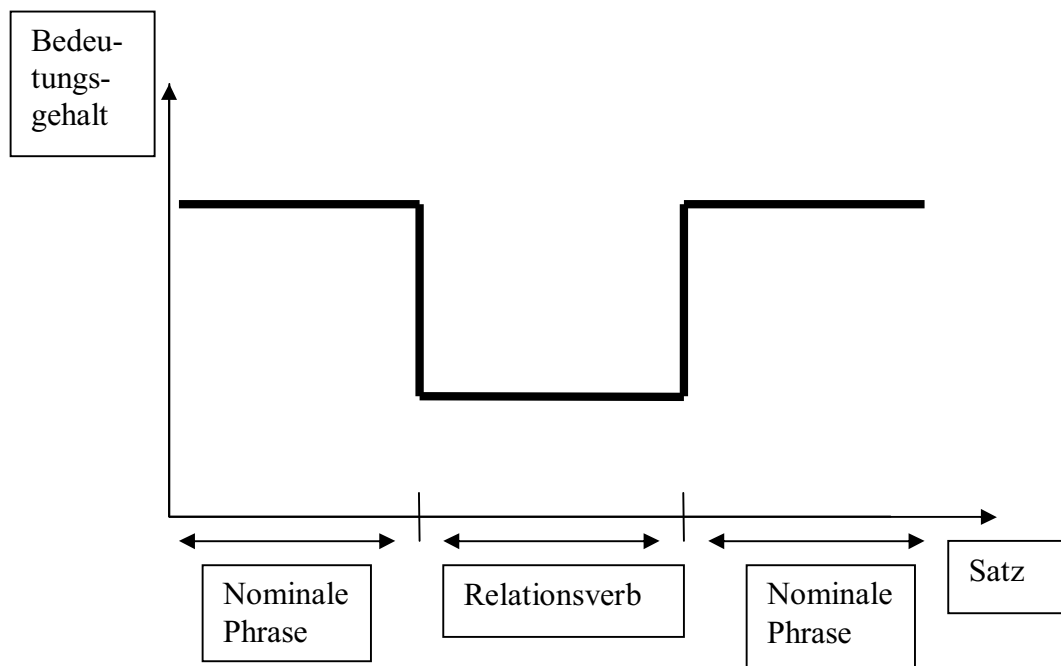 Bedeu-
tungs-
gehalt
Nominale
Phrase
Relationsverb
Nominale
Phrase
Satz